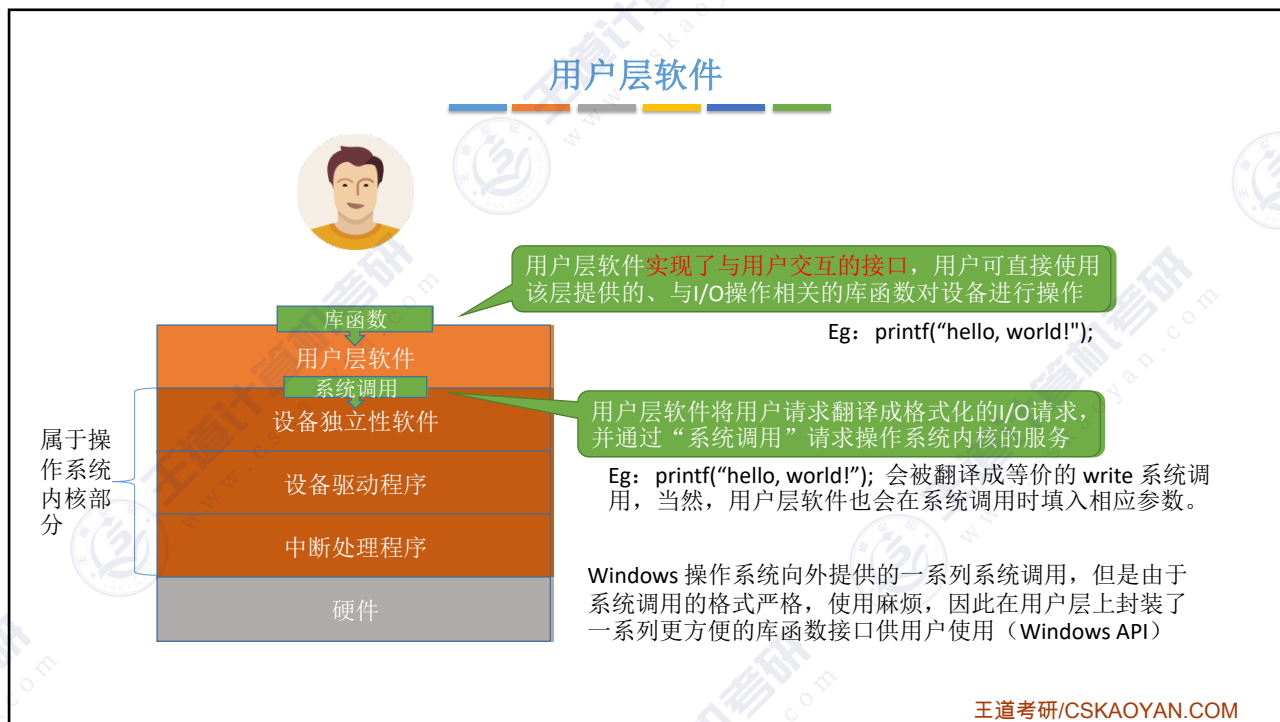 用户层软件
用户层软件实现了与用户交互的接口，用户可直接使用
该层提供的、与I/O操作相关的库函数对设备进行操作
Eg：printf(“hello, world!");
库函数
用户层软件
系统调用
设备独立性软件
设备驱动程序
中断处理程序
硬件
属于操
作系统
内核部
分
用户层软件将用户请求翻译成格式化的I/O请求，
并通过“系统调用”请求操作系统内核的服务
Eg：printf(“hello, world!”); 会被翻译成等价的 write 系统调
用，当然，用户层软件也会在系统调用时填入相应参数。
Windows 操作系统向外提供的一系列系统调用，但是由于
系统调用的格式严格，使用麻烦，因此在用户层上封装了
一系列更方便的库函数接口供用户使用（Windows API）
王道考研/CSKAOYAN.COM